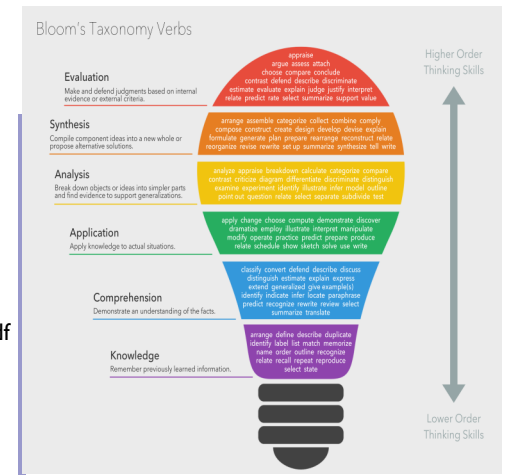 Bloom's Taxonomy Verbs
Higher Order
Thinking Skills
Evaluation
Make and defend judgments based on internal
evidence or external criteria.
appraise
argue assess attach
choose compare conclude
contrast defend describe discriminate
estimate evaluate explain judge justify interpret
relate predict rate select summarize support value
Synthesis
Compile component ideas into a new whole or
propose alternative solutions.
arrange assemble categorize collect combine comply
compose construct create design develop devise explain
formulate generate plan prepare rearrange reconstruct relate
reorganize revise rewrite set up summarize synthesize tell write
Analysis
Break down objects or ideas into simpler parts
and find evidence to support generalizations.
analyze appraise breakdown calculate categorize compare
contrast criticize diagram differentiate discriminate distinguish
examine experiment identify illustrate infer model outline
point out question relate select separate subdivide test
Application
Apply knowledge to actual situations.
apply change choose compute demonstrate discover
dramatize employ illustrate interpret manipulate
modify operate practice predict prepare produce
relate schedule show sketch solve use write
df
Comprehension
Demonstrate an understanding of the facts.
classify convert defend describe discuss
distinguish estimate explain express
extend generalized give example(s)
identify indicate infer locate paraphrase
predict recognize rewrite review select
summarize translate
Knowledge
Remember previously learned information.
arrange define describe duplicate
identify label list match memorize
name order outline recognize
relate recall repeat reproduce
select state
Lower Order
Thinking Skills